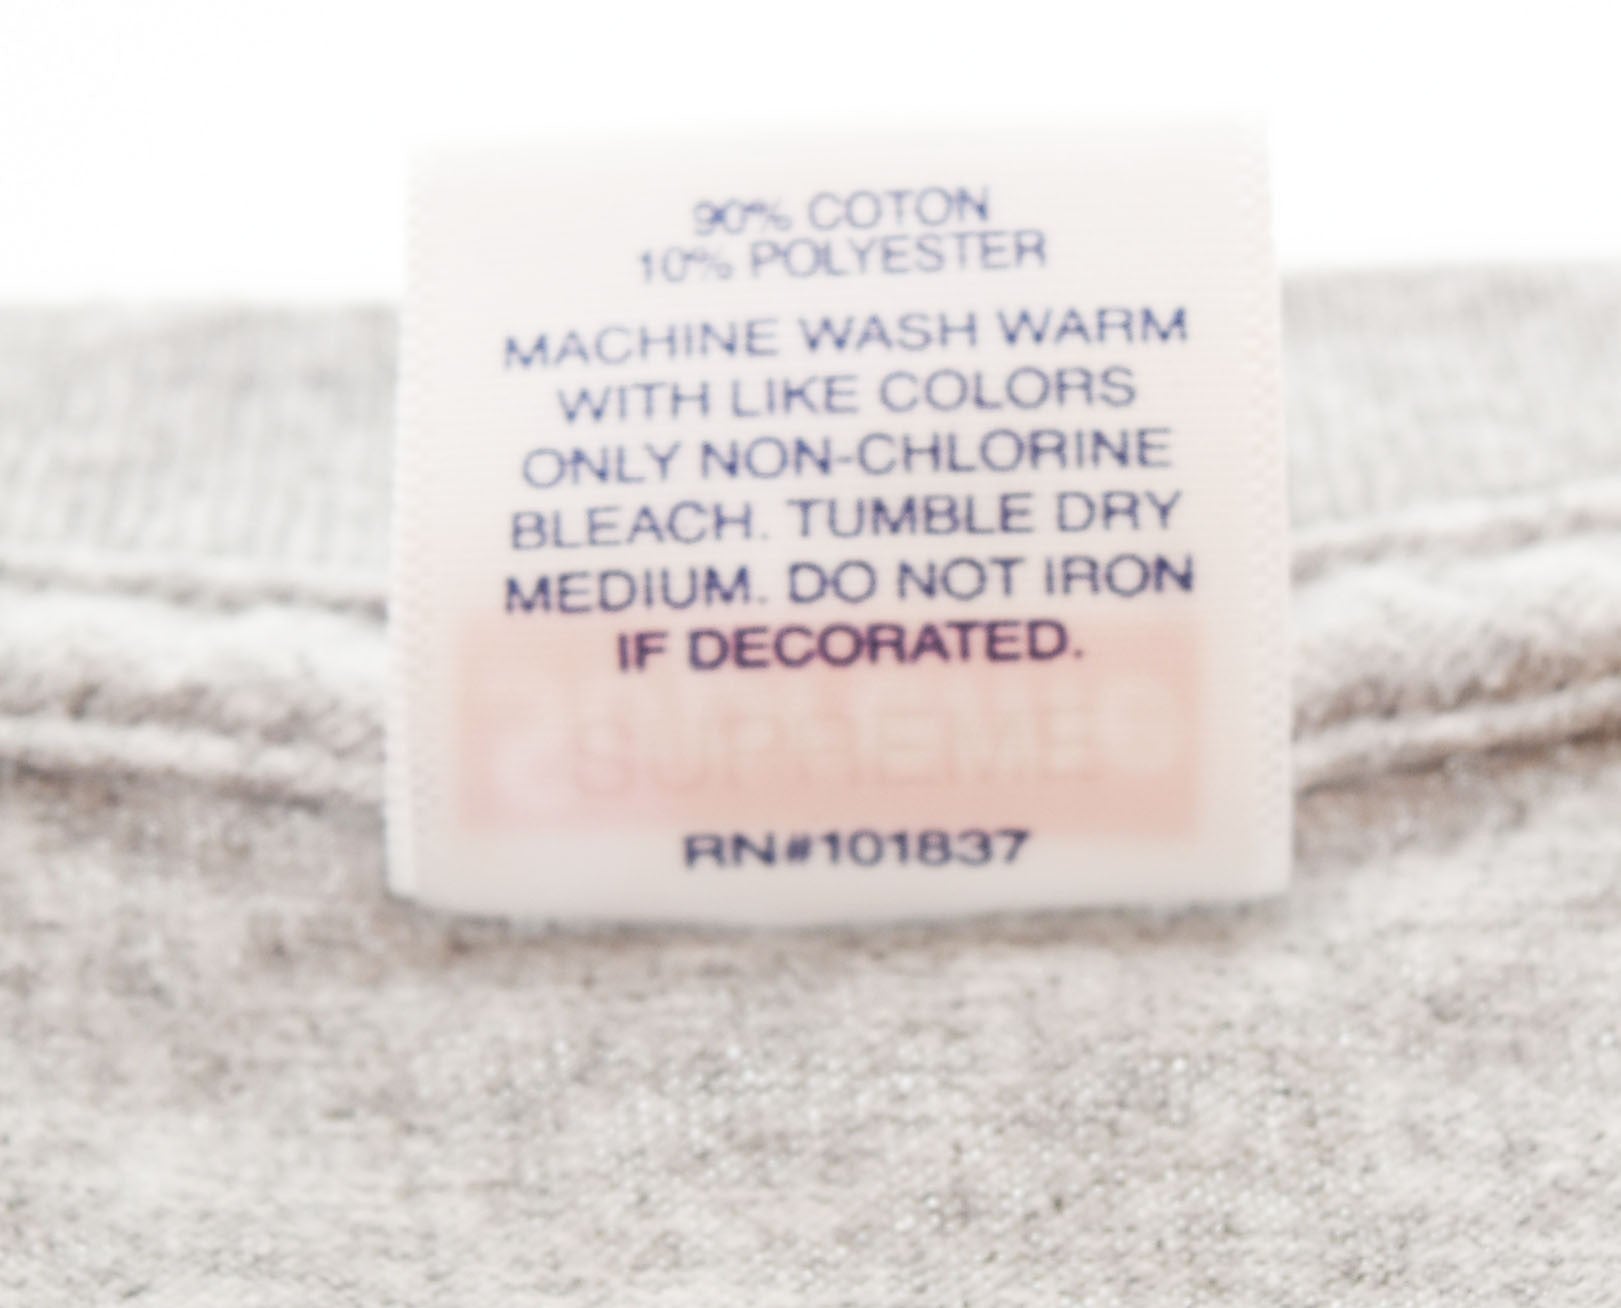 90% COTON
10% POLYESTER
MACHINE WASH WARM
WITH LIKE COLORS
ONLY NON-CHLORINE
BLEACH. TUMBLE DRY
MEDIUM. DO NOT IRON
IF DECORATED.
SUPREME
RN#101837